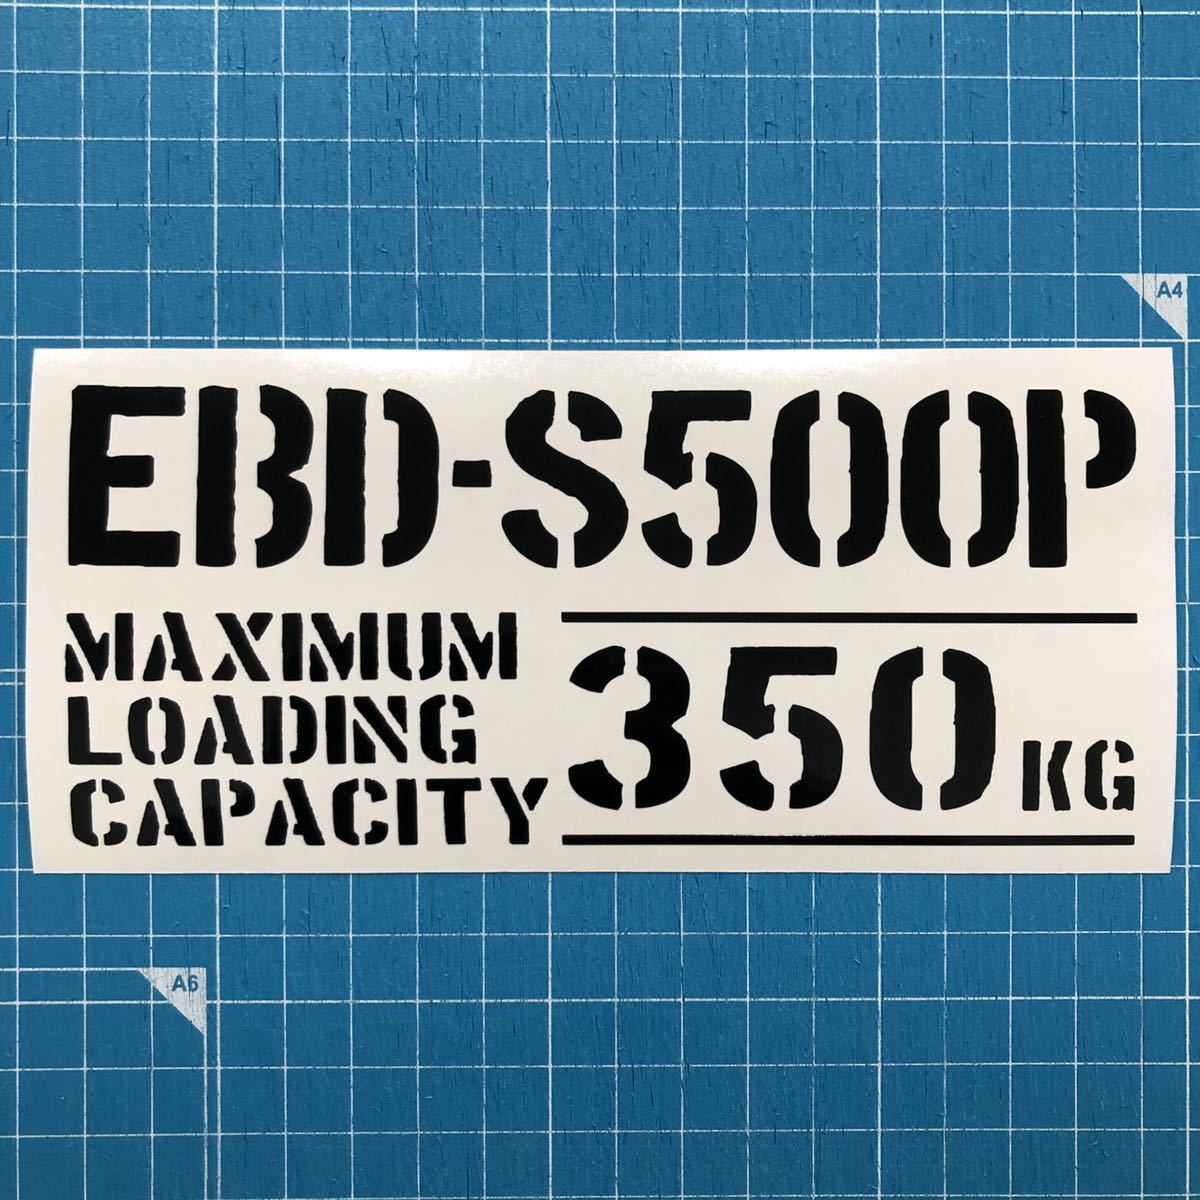 A4
EBD-S500P
MAXIMUM
LOADING
CAPACITY
350 KG
A6